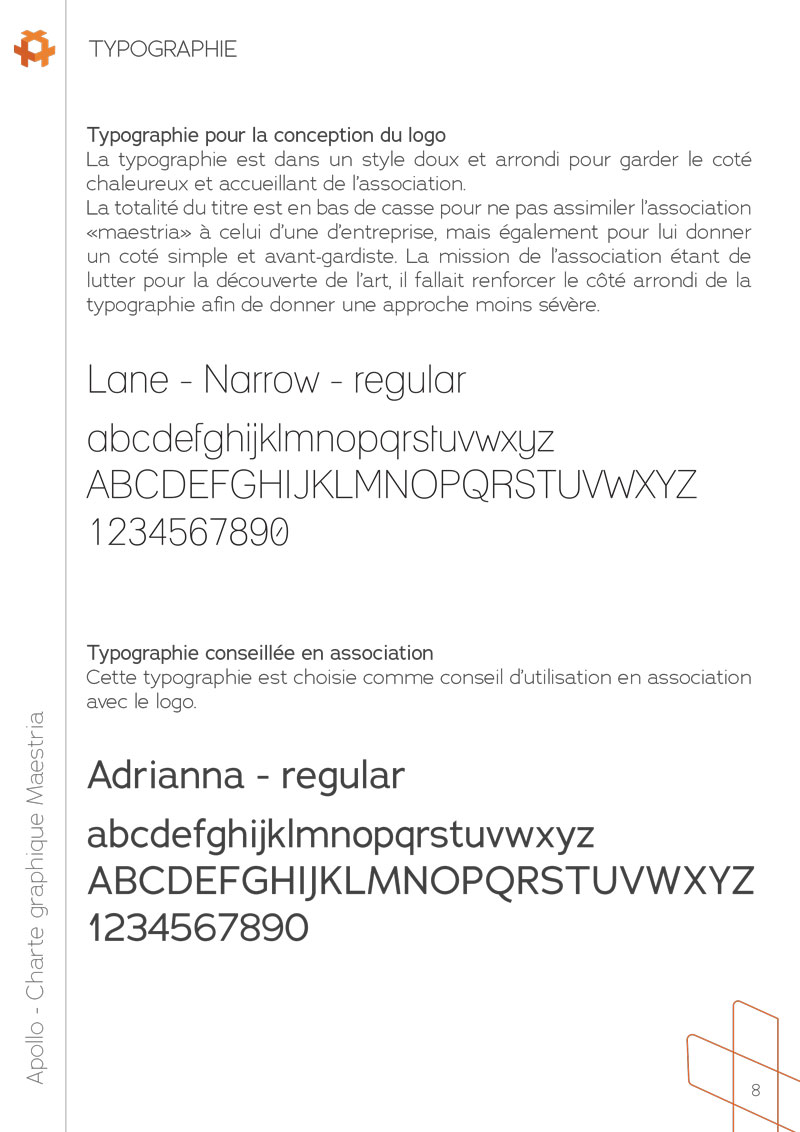 TYPOGRAPHIE
Typographie pour la conception du logo
La typographie est dans un style doux et arrondi pour garder le coté
chaleureux et accueillant de l'association.
La totalité du titre est en bas de casse pour ne pas assimiler l'association
«maestria» à celui d'une d'entreprise, mais également pour lui donner
un coté simple et avant-gardiste. La mission de l'association étant de
lutter pour la découverte de l'art, il fallait renforcer le côté arrondi de la
typographie afin de donner une approche moins sévère.
Lane - Narrow - regular
abcdefghijklmnopqrstuvwxyz
ABCDEFGHIJKLMNOPQRSTUVWXYZ
1234567890
Typographie conseillée en association
Cette typographie est choisie comme conseil d'utilisation en association
avec le logo.
Adrianna - regular
abcdefghijklmnopqrstuvwxyz
ABCDEFGHIJKLMNOPQRSTUVWXYZ
1234567890
Apollo - Charte graphique Maestria
8